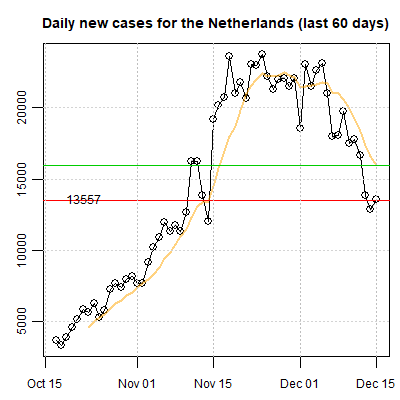 Daily new cases for the Netherlands (last 60 days)
20000
15000
13557
10000
5000
Oct 15 Nov 01 Nov 15 Dec 01 Dec 15